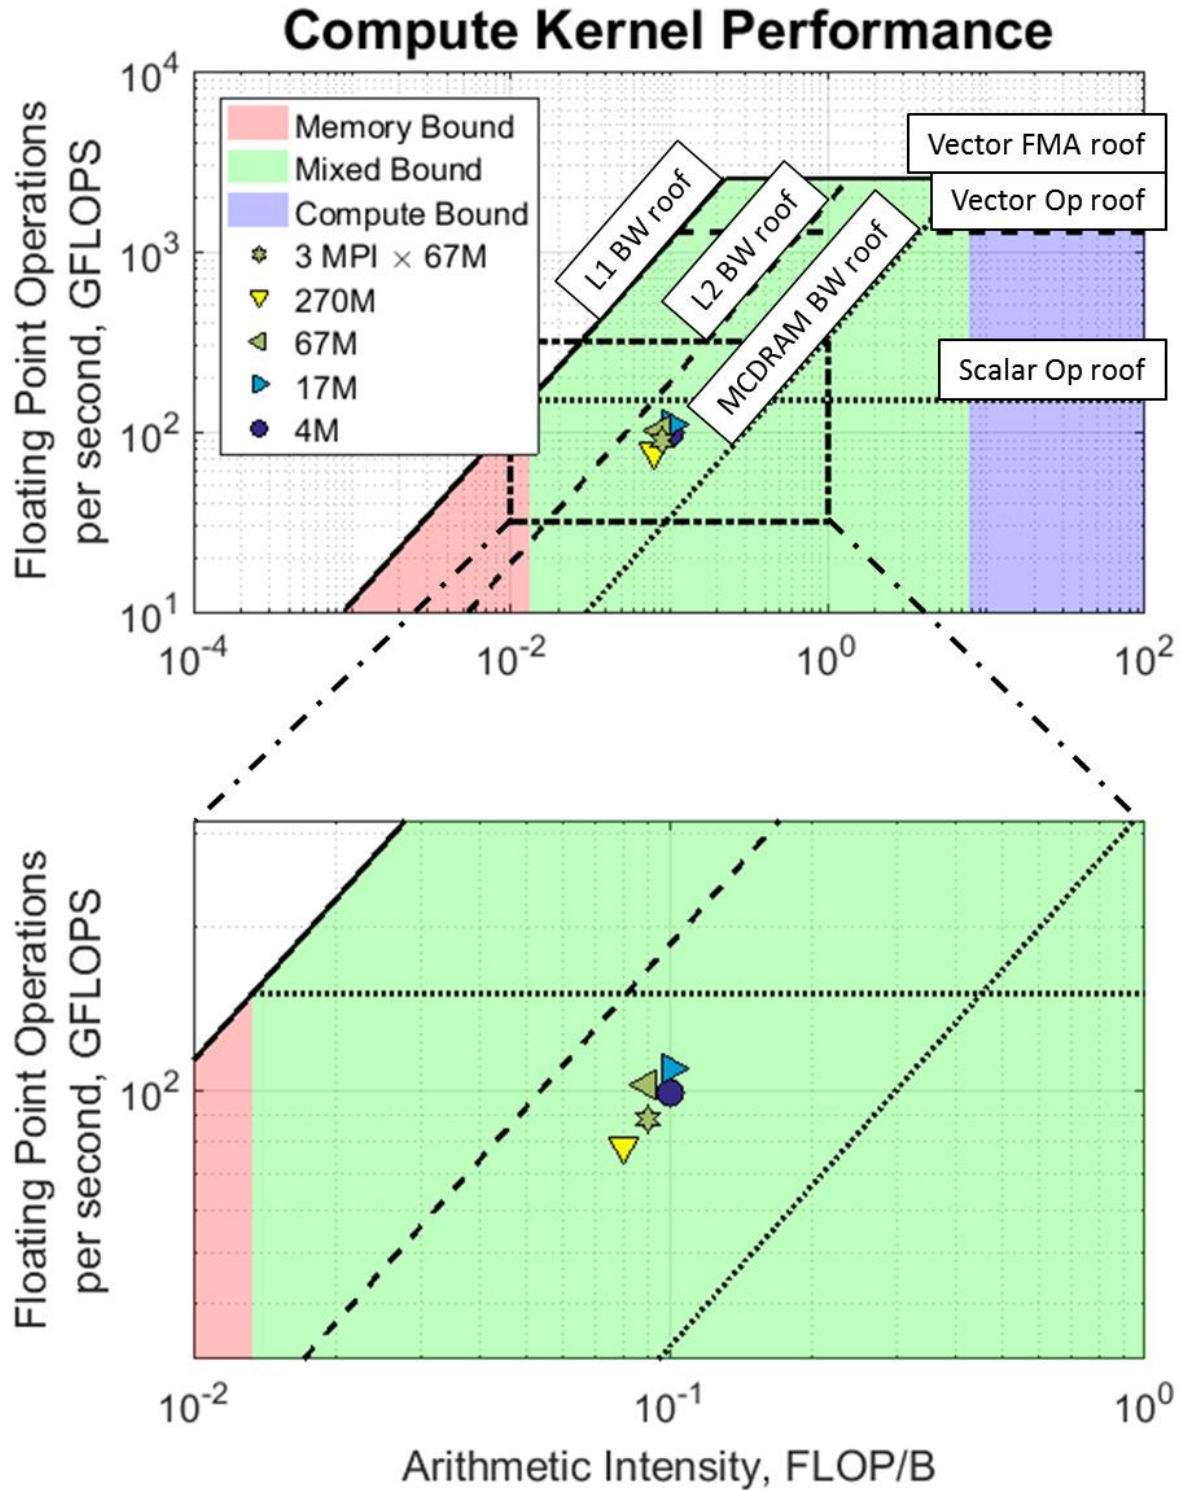 Compute Kernel Performance
Floating Point Operations
per second, GFLOPS
10^4
10^3
10^2
10^1
Memory Bound
Mixed Bound
Compute Bound
3 MPI × 67M
270M
67M
17M
4M
L1 BW roof
L2 BW roof
MCDRAM BW roof
Vector FMA roof
Vector Op roof
Scalar Op roof
10^-4
10^-2
10^0
10^2
Floating Point Operations
per second, GFLOPS
10^2
10^-2
10^-1
10^0
Arithmetic Intensity, FLOP/B